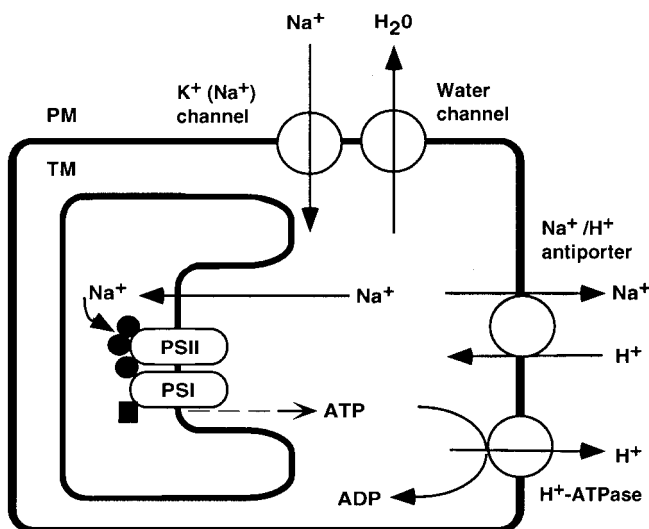 Na⁺
H₂0
K⁺ (Na⁺)
channel
Water
channel
PM
TM
Na⁺ /H⁺
antiporter
Na⁺
Na⁺
Na⁺
PSII
H⁺
PSI
ATP
H⁺
ADP
H⁺-ATPase